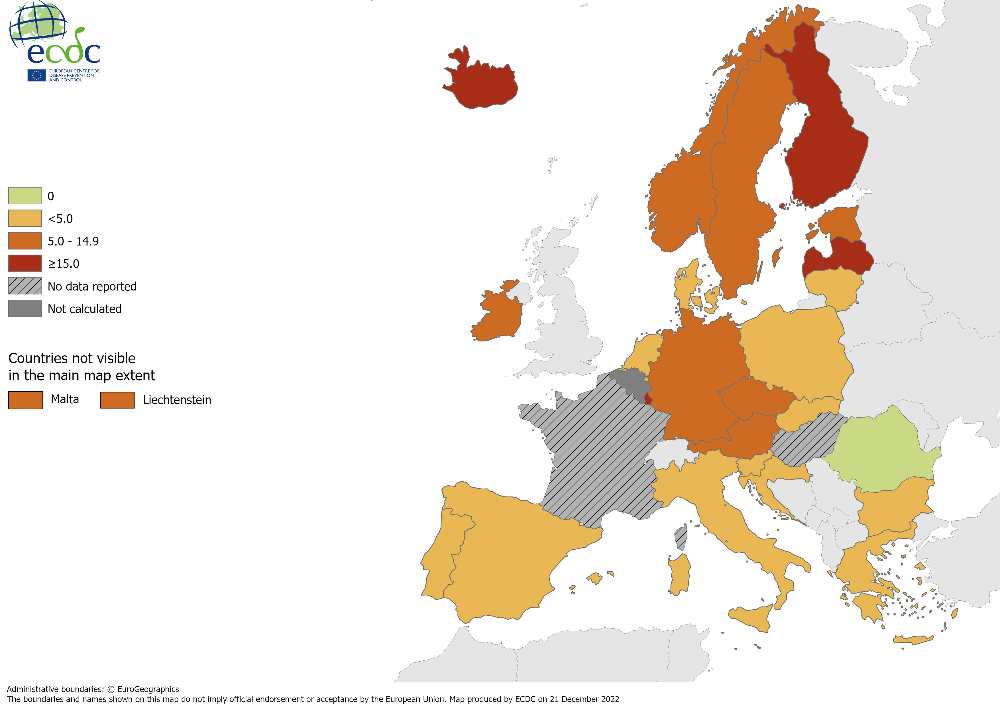 ecdc
EUROPEAN CENTRE FOR
DISEASE PREVENTION
AND CONTROL
0
<5.0
5.0 - 14.9
≥15.0
No data reported
Not calculated
Countries not visible
in the main map extent
Malta
Liechtenstein
Administrative boundaries: © EuroGeographics
The boundaries and names shown on this map do not imply official endorsement or acceptance by the European Union. Map produced by ECDC on 21 December 2022